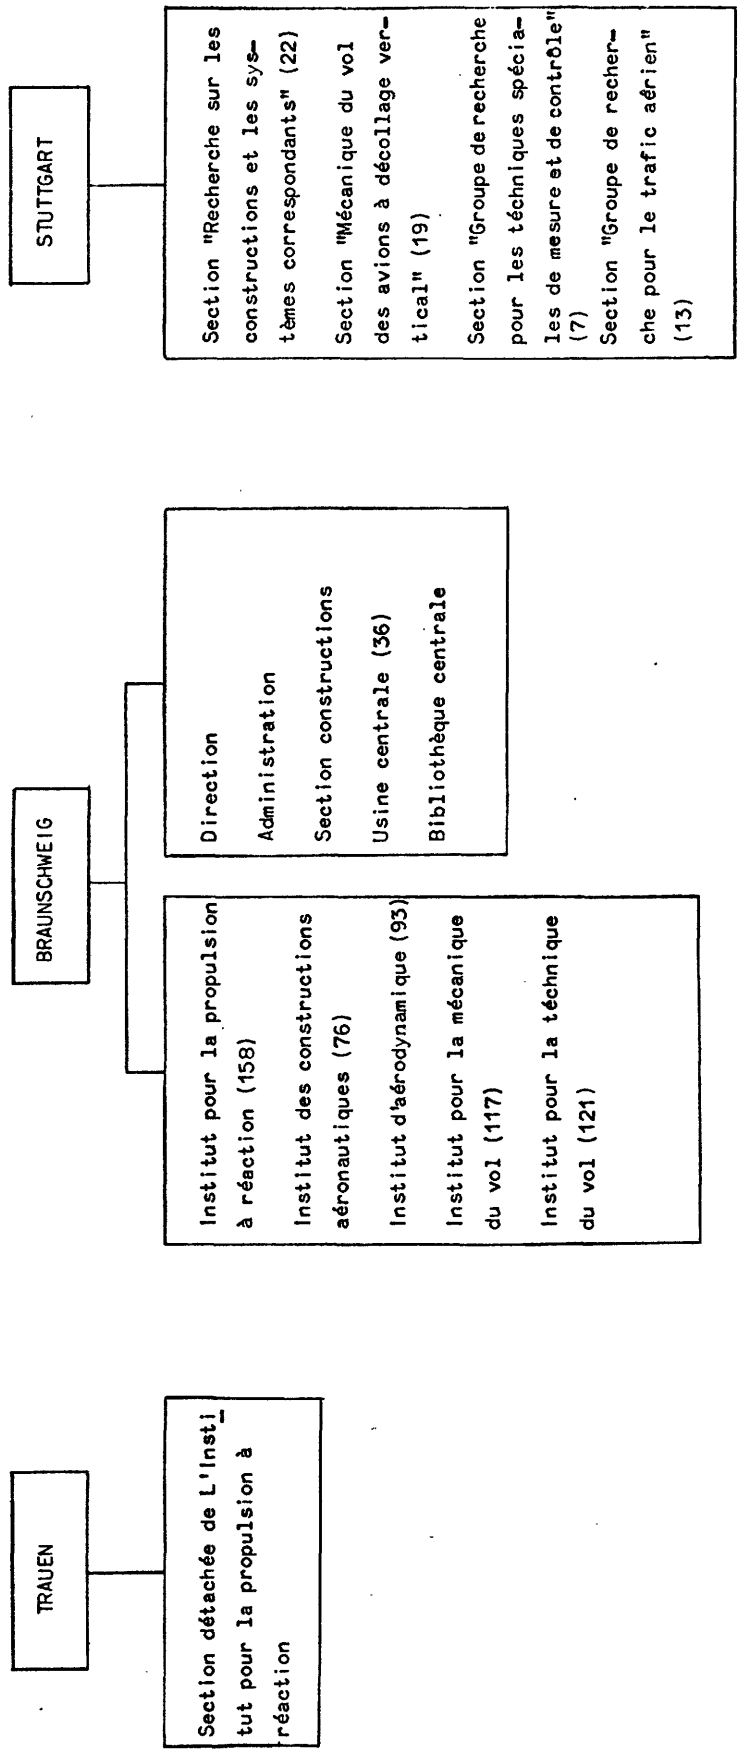 TRAUEN
Section détachée de L'Insti-
tut pour la propulsion à
réaction
BRAUNSCHWEIG
Institut pour la propulsion
à réaction (158)
Institut des constructions
aéronautiques (76)
Institut d'aérodynamique (93)
Institut pour la mécanique
du vol (117)
Institut pour la téchnique
du vol (121)
Direction
Administration
Section constructions
Usine centrale (36)
Bibliothèque centrale
STUTTGART
Section "Recherche sur les
constructions et les sys-
tèmes correspondants" (22)
Section "Mécanique du vol
des avions à décollage ver-
tical" (19)
Section "Groupe de recherche
pour les téchniques spécia-
les de mesure et de contrôle"
(7)
Section "Groupe de recher-
che pour le trafic aérien"
(13)